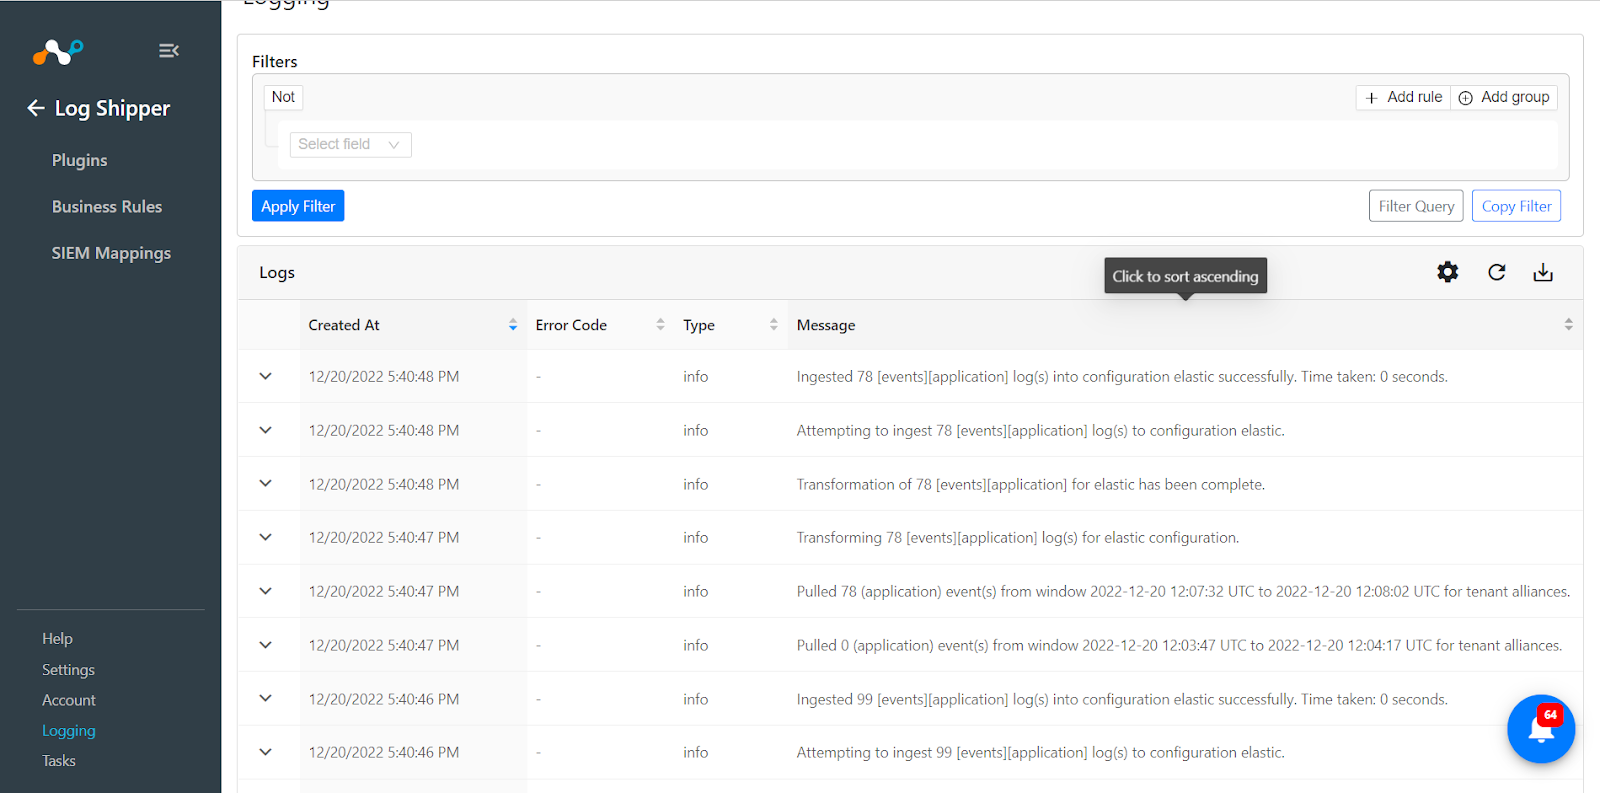 Logging
Log Shipper
Plugins
Business Rules
SIEM Mappings
Help
Settings
Account
Logging
Tasks
Filters
Not
Add rule
Add group
Select field
Apply Filter
Filter Query
Copy Filter
Logs
Click to sort ascending
Created At Error Code Type Message
12/20/2022 5:40:48 PM - info Ingested 78 [events][application] log(s) into configuration elastic successfully. Time taken: 0 seconds.
12/20/2022 5:40:48 PM - info Attempting to ingest 78 [events][application] log(s) to configuration elastic.
12/20/2022 5:40:48 PM - info Transformation of 78 [events][application] for elastic has been complete.
12/20/2022 5:40:47 PM - info Transforming 78 [events][application] log(s) for elastic configuration.
12/20/2022 5:40:47 PM - info Pulled 78 (application) event(s) from window 2022-12-20 12:07:32 UTC to 2022-12-20 12:08:02 UTC for tenant alliances.
12/20/2022 5:40:47 PM - info Pulled 0 (application) event(s) from window 2022-12-20 12:03:47 UTC to 2022-12-20 12:04:17 UTC for tenant alliances.
12/20/2022 5:40:46 PM - info Ingested 99 [events][application] log(s) into configuration elastic successfully. Time taken: 0 seconds.
12/20/2022 5:40:46 PM - info Attempting to ingest 99 [events][application] log(s) to configuration elastic.
64